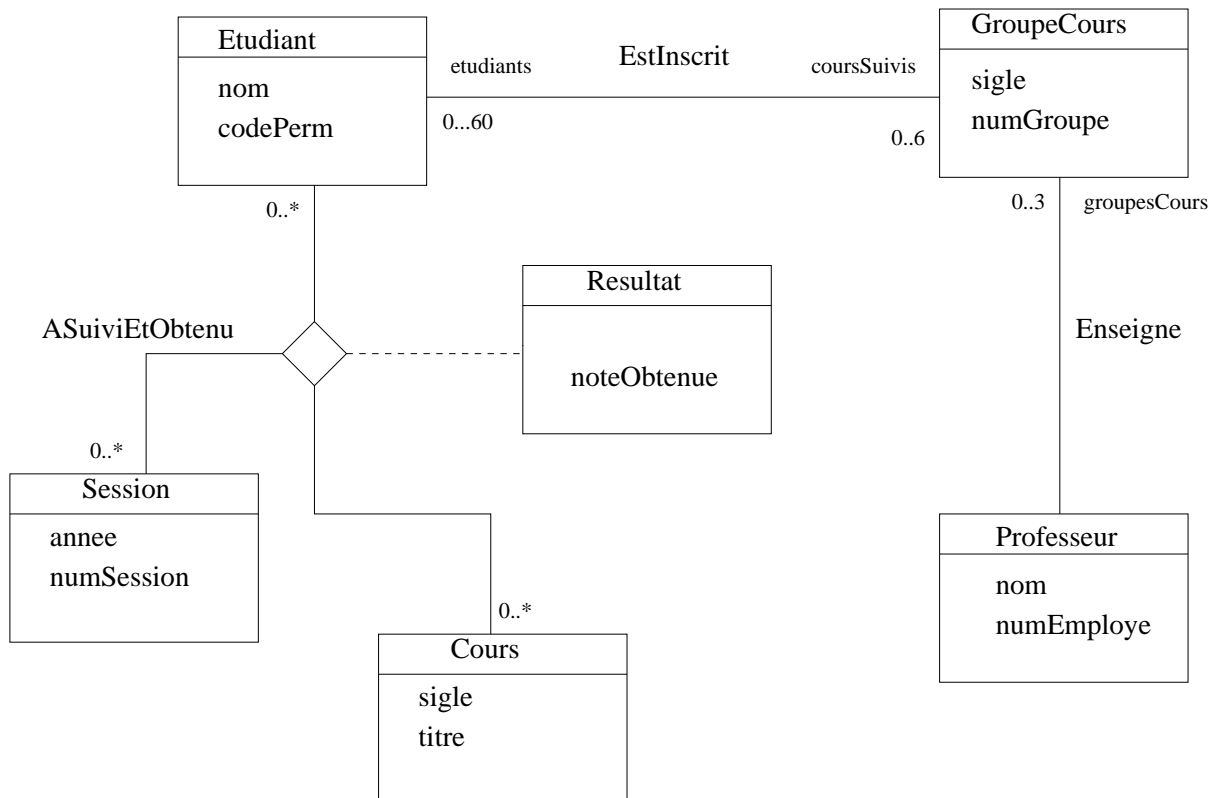 Etudiant
nom
codePerm
etudiants
EstInscrit
coursSuivis
0...60
0..6
GroupeCours
sigle
numGroupe
0..*
0..3
groupesCours
Resultat
noteObtenue
ASuiviEtObtenu
Enseigne
0..*
Session
annee
numSession
0..*
Cours
sigle
titre
Professeur
nom
numEmploye